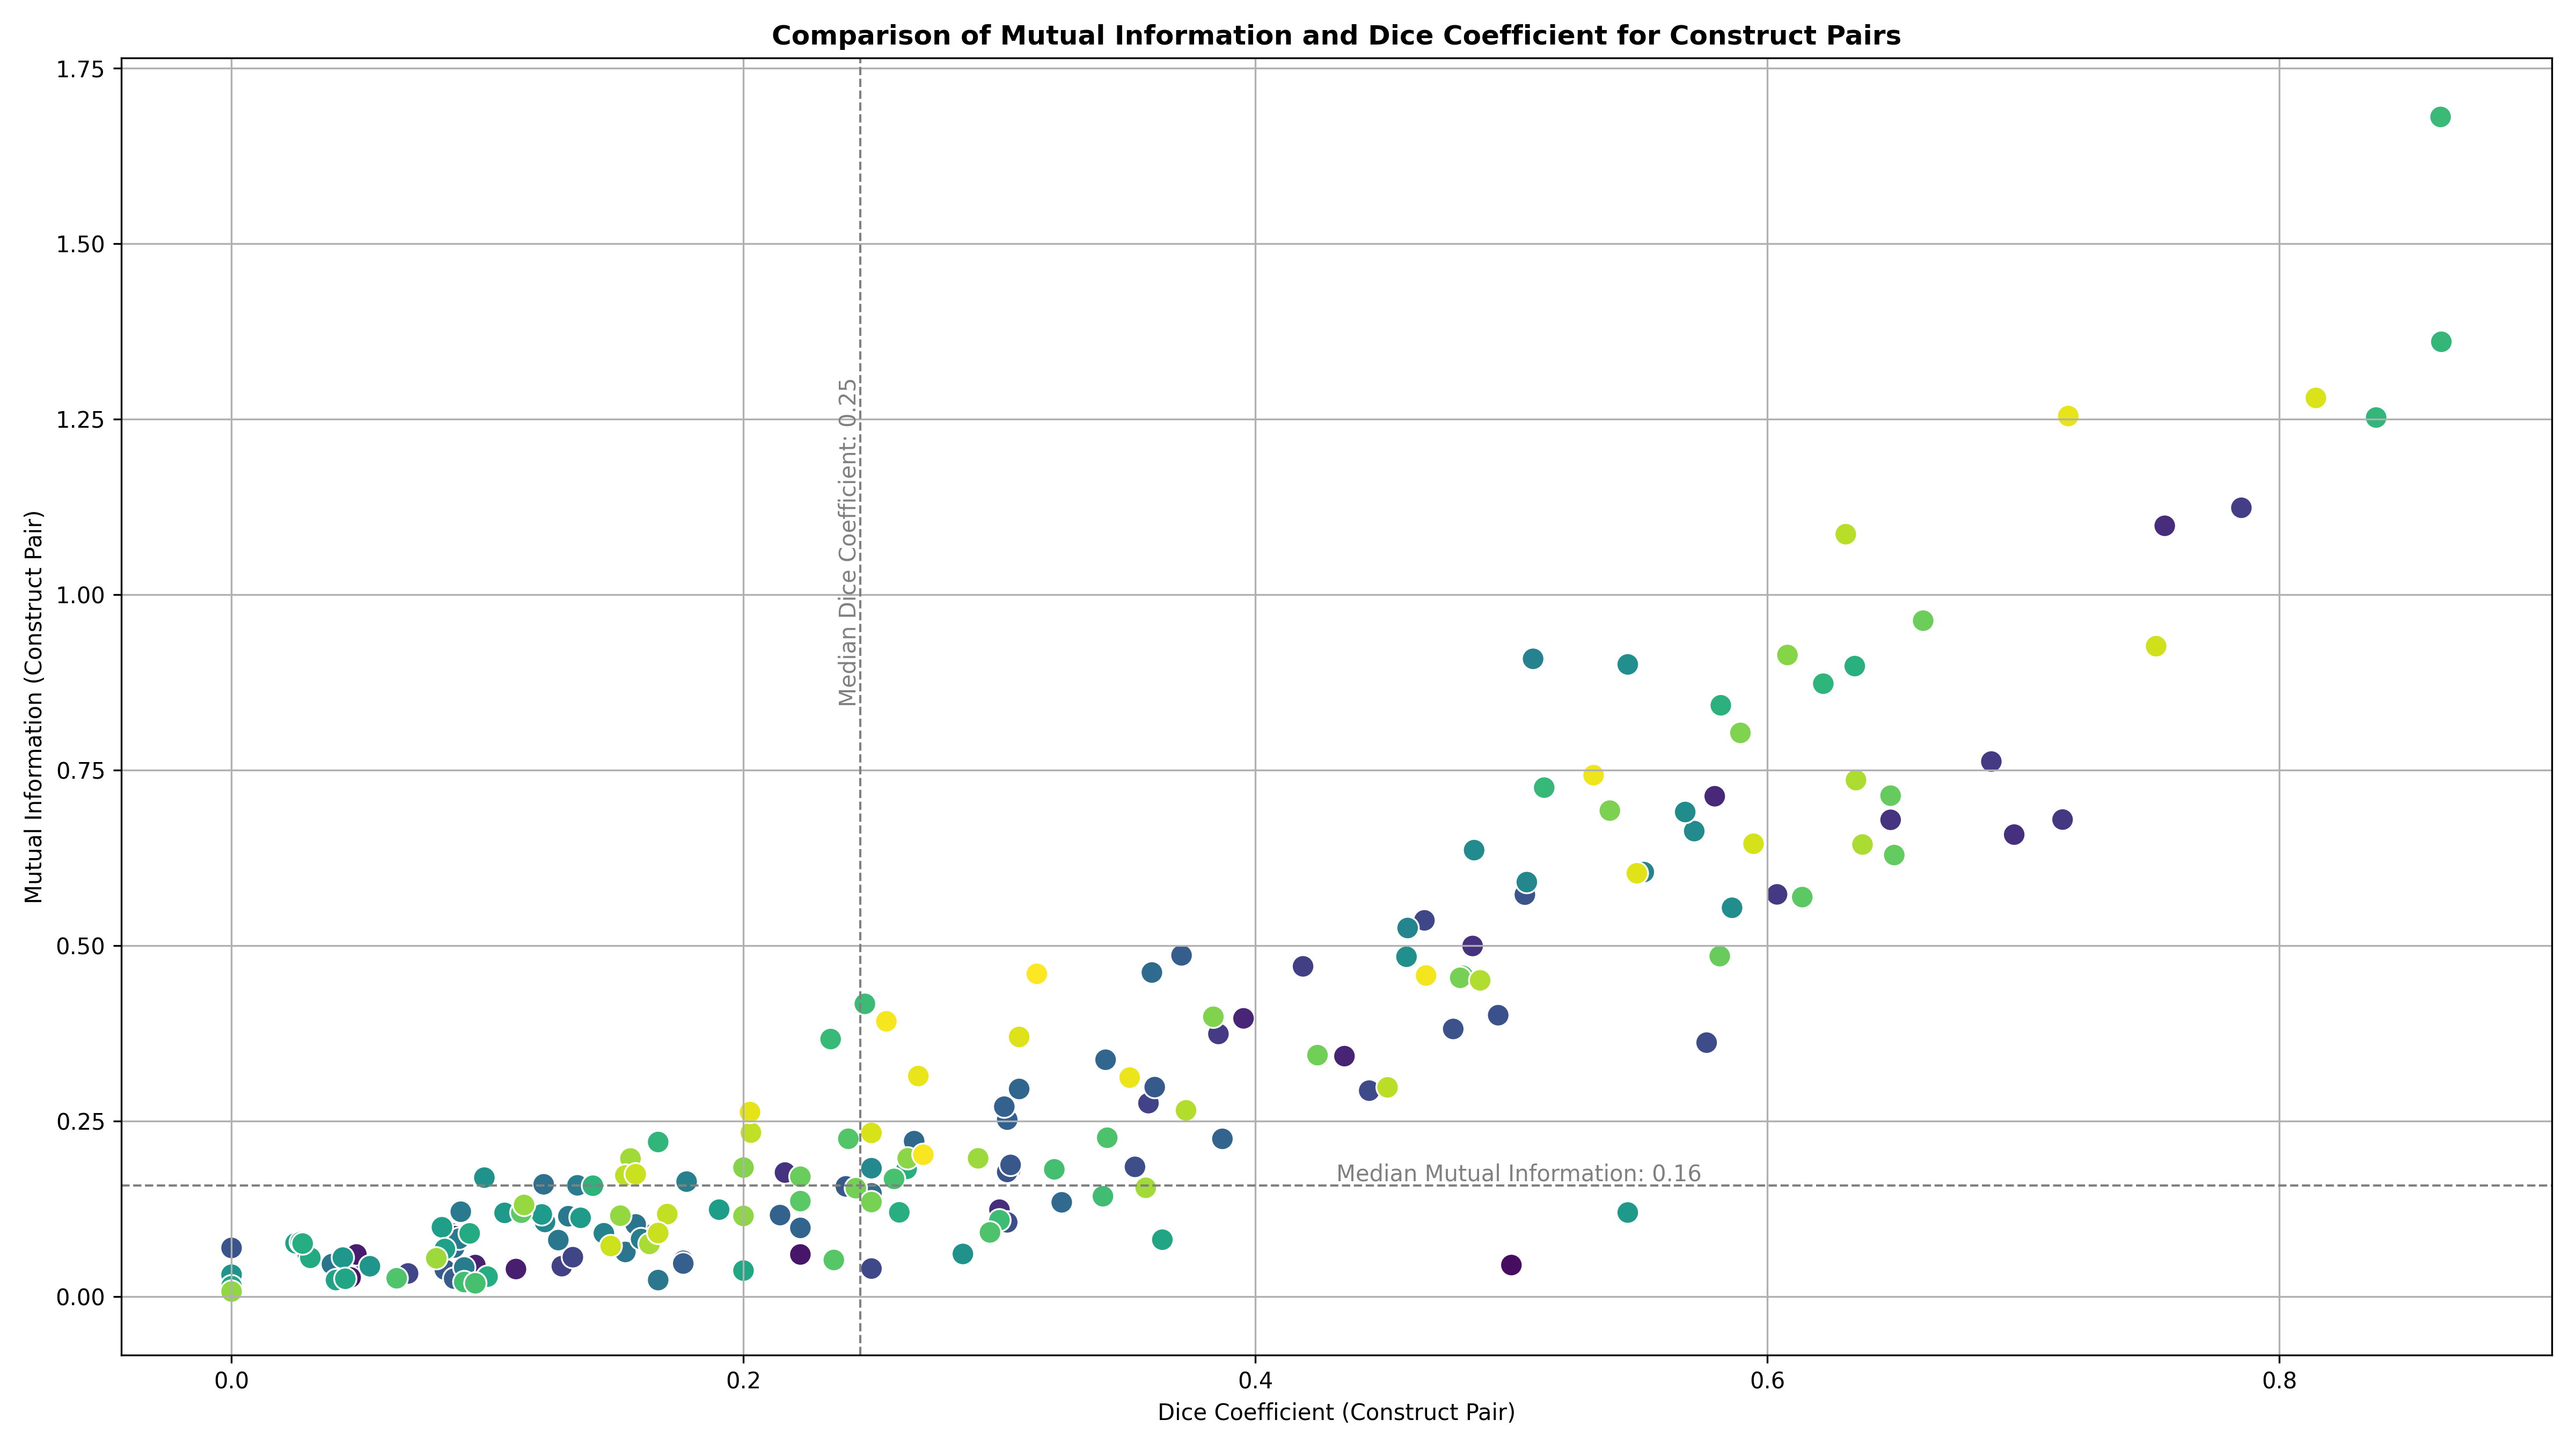 Comparison of Mutual Information and Dice Coefficient for Construct Pairs
1.75
1.50
1.25
1.00
0.75
0.50
0.25
0.00
Mutual Information (Construct Pair)
Median Dice Coefficient: 0.25
Median Mutual Information: 0.16
0.0 0.2 0.4 0.6 0.8
Dice Coefficient (Construct Pair)